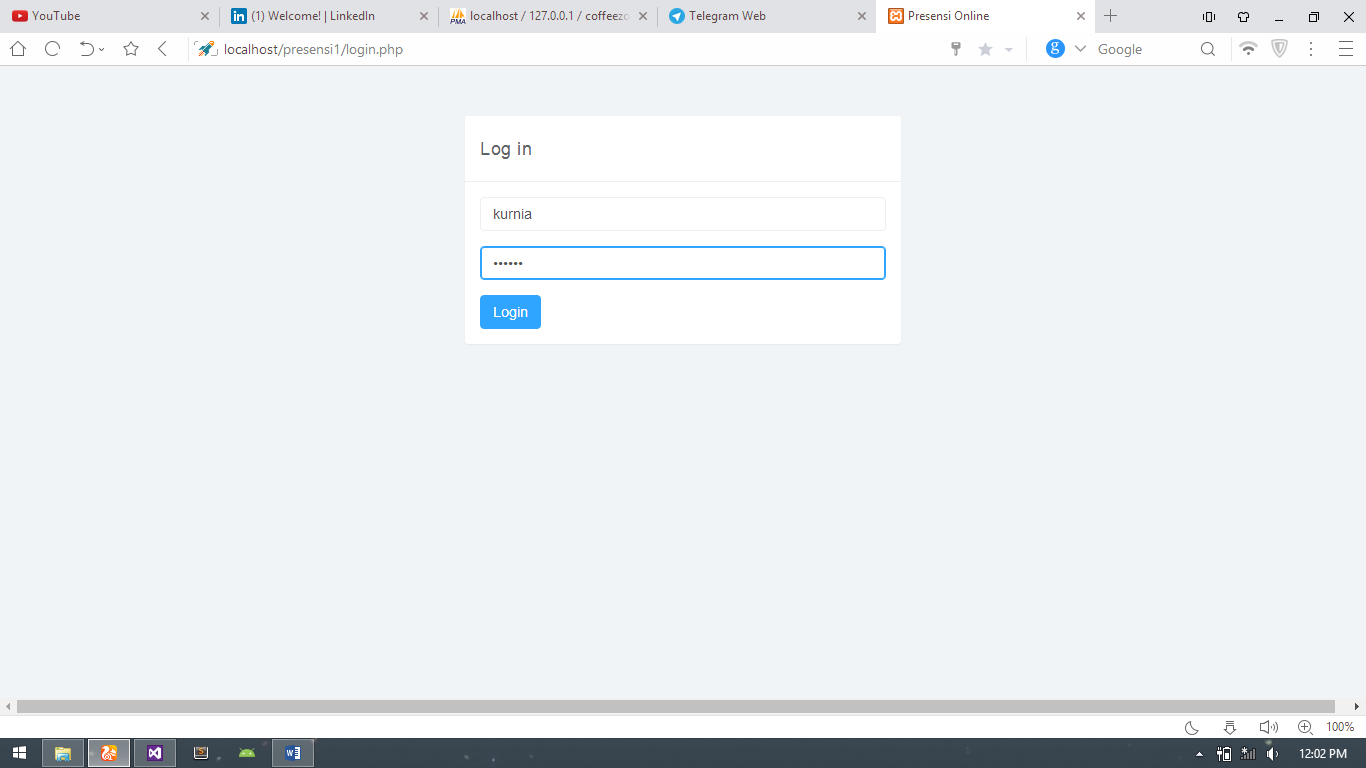 YouTube
(1) Welcome! | LinkedIn
localhost / 127.0.0.1 / coffeezo
Telegram Web
Presensi Online
localhost/presensi1/login.php
Google
Log in
kurnia
••••••
Login
100%
12:02 PM